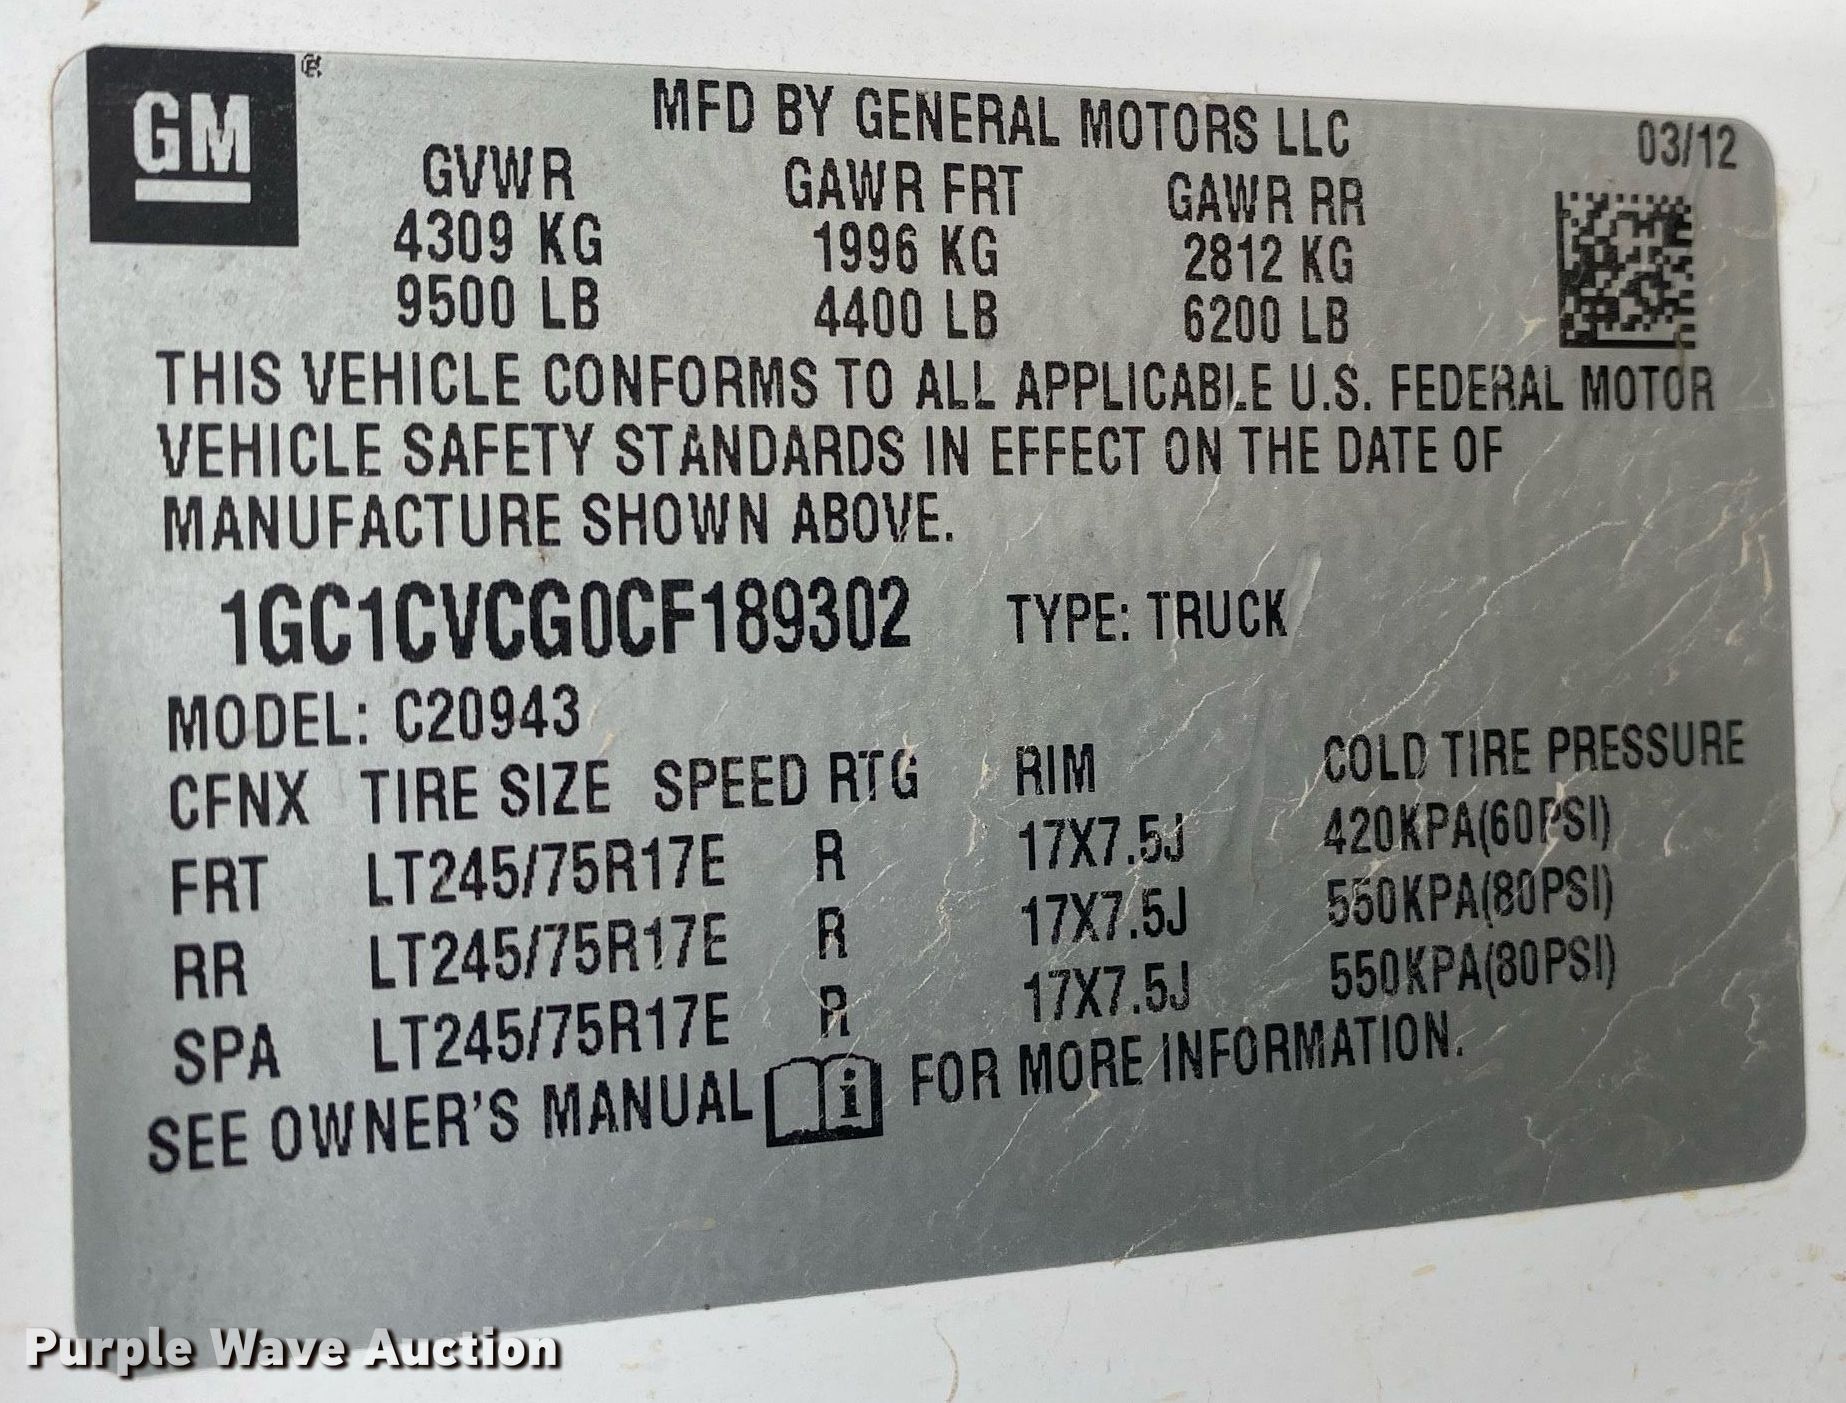 GM
MFD BY GENERAL MOTORS LLC 03/12
GVWR GAWR FRT GAWR RR
4309 KG 1996 KG 2812 KG
9500 LB 4400 LB 6200 LB
THIS VEHICLE CONFORMS TO ALL APPLICABLE U.S. FEDERAL MOTOR
VEHICLE SAFETY STANDARDS IN EFFECT ON THE DATE OF
MANUFACTURE SHOWN ABOVE.
1GC1CVCG0CF189302 TYPE: TRUCK
MODEL: C20943
CFNX TIRE SIZE SPEED RTG RIM COLD TIRE PRESSURE
FRT LT245/75R17E R 17X7.5J 420KPA(60PSI)
RR LT245/75R17E R 17X7.5J 550KPA(80PSI)
SPA LT245/75R17E R 17X7.5J 550KPA(80PSI)
SEE OWNER'S MANUAL i FOR MORE INFORMATION.
Purple Wave Auction